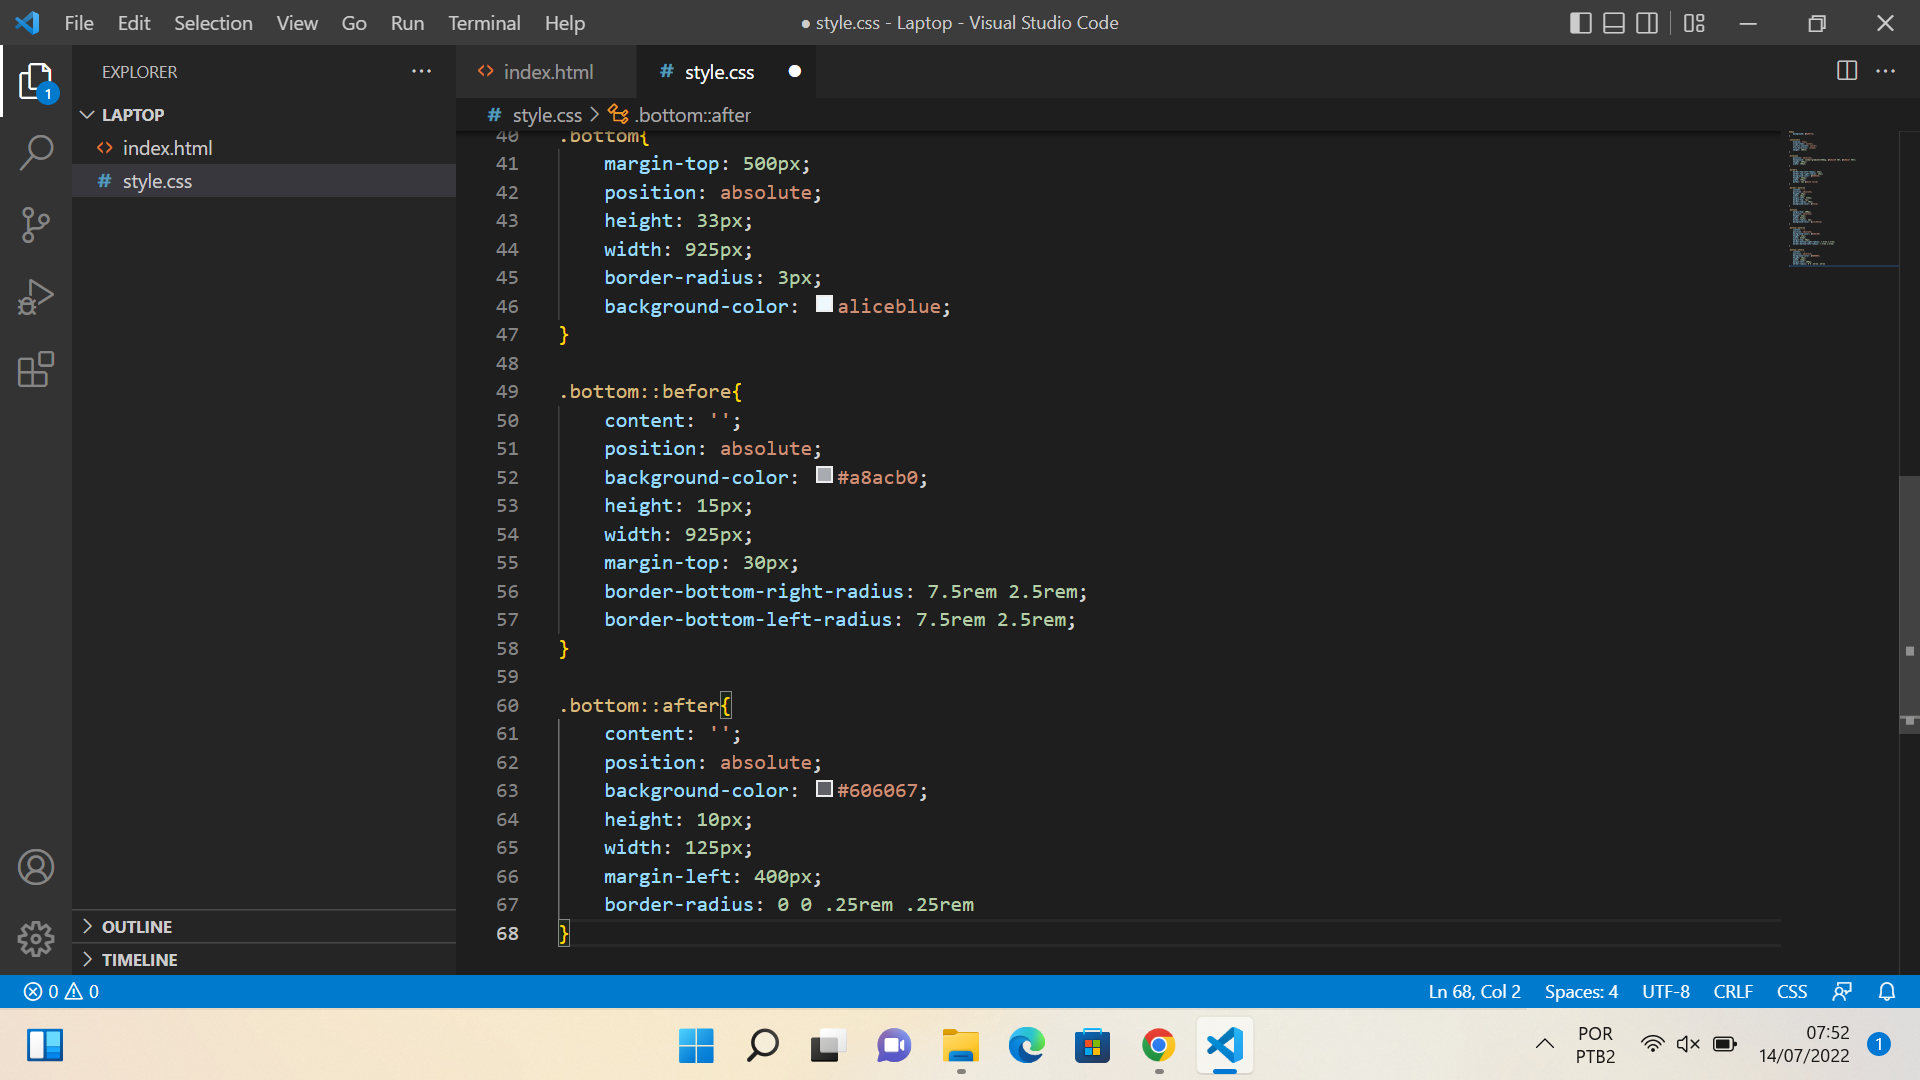 File Edit Selection View Go Run Terminal Help
● style.css - Laptop - Visual Studio Code
EXPLORER
1
LAPTOP
index.html
# style.css
OUTLINE
TIMELINE
index.html
# style.css
# style.css > .bottom::after
40 .bottom{
41 margin-top: 500px;
42 position: absolute;
43 height: 33px;
44 width: 925px;
45 border-radius: 3px;
46 background-color: aliceblue;
47 }
48
49 .bottom::before{
50 content: '';
51 position: absolute;
52 background-color: #a8acb0;
53 height: 15px;
54 width: 925px;
55 margin-top: 30px;
56 border-bottom-right-radius: 7.5rem 2.5rem;
57 border-bottom-left-radius: 7.5rem 2.5rem;
58 }
59
60 .bottom::after{
61 content: '';
62 position: absolute;
63 background-color: #606067;
64 height: 10px;
65 width: 125px;
66 margin-left: 400px;
67 border-radius: 0 0 .25rem .25rem
68 }
0 0
Ln 68, Col 2 Spaces: 4 UTF-8 CRLF CSS
POR
PTB2
07:52
14/07/2022
1